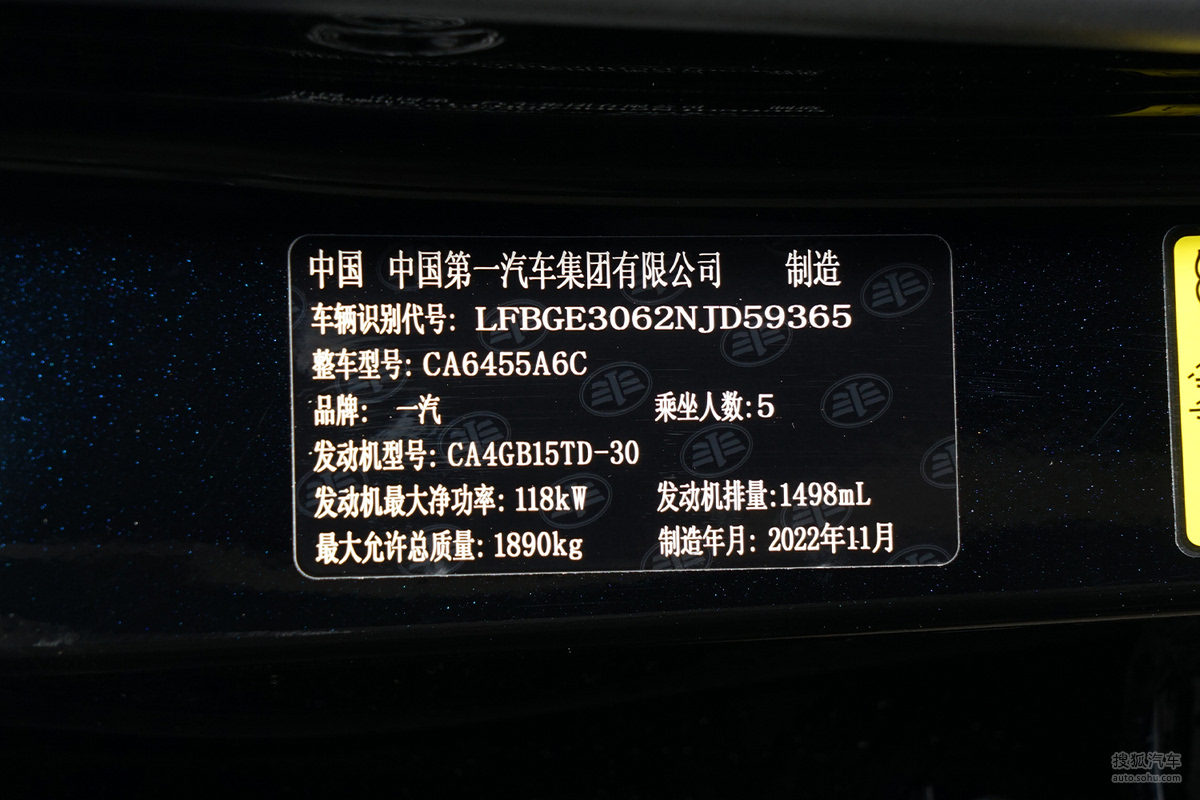 中国 中国第一汽车集团有限公司 制造
车辆识别代号: LFBGE3062NJD59365
整车型号: CA6455A6C
品牌: 一汽 乘坐人数:5
发动机型号: CA4GB15TD-30
发动机最大净功率: 118kW 发动机排量:1498mL
最大允许总质量: 1890kg 制造年月: 2022年11月
搜狐汽车
auto.sohu.com